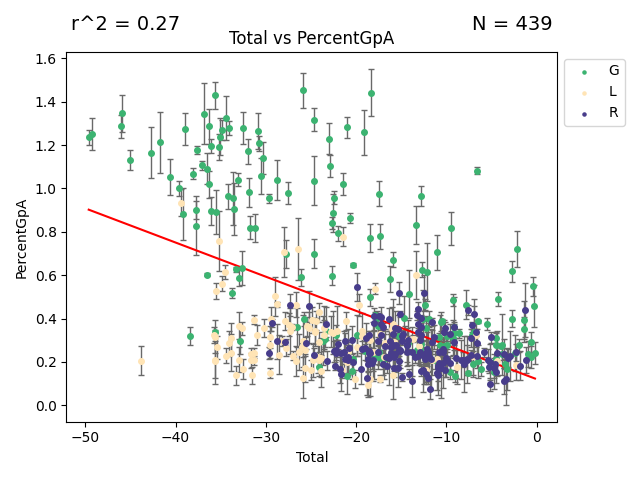 r^2 = 0.27
N = 439
Total vs PercentGpA
G
L
R
1.6
1.4
1.2
1.0
0.8
0.6
0.4
0.2
0.0
PercentGpA
−50
−40
−30
−20
−10
0
Total